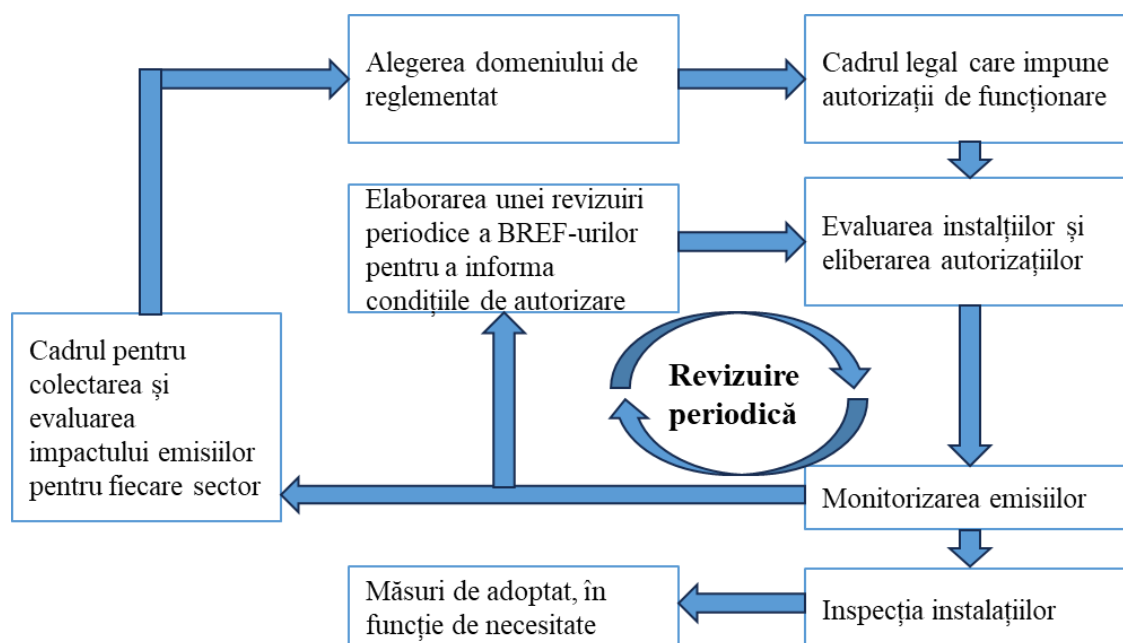 Alegerea domeniului de
reglementat
Cadrul legal care impune
autorizații de funcționare
Elaborarea unei revizuiri
periodice a BREF-urilor
pentru a informa
condițiile de autorizare
Evaluarea instalțiilor și
eliberarea autorizațiilor
Cadrul pentru
colectarea și
evaluarea
impactului emisiilor
pentru fiecare sector
Revizuire
periodică
Monitorizarea emisiilor
Măsuri de adoptat, în
funcție de necesitate
Inspecția instalațiilor